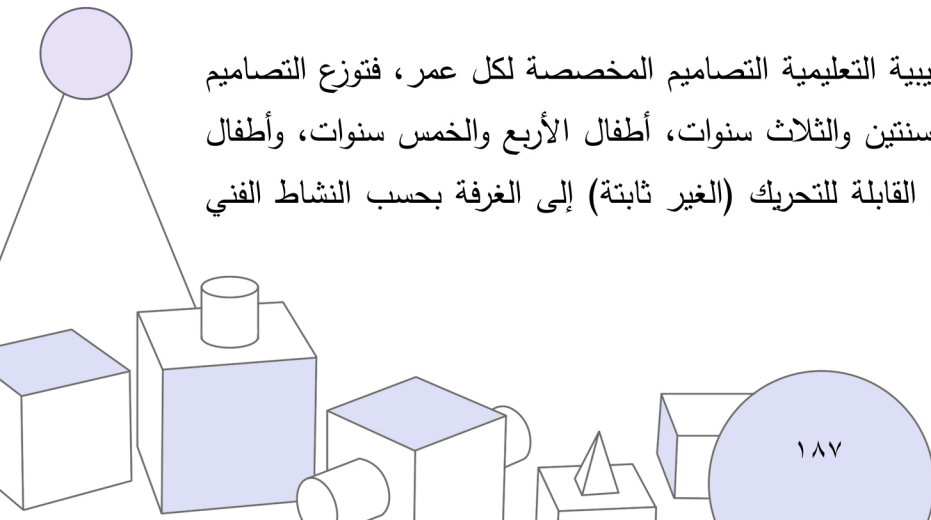 يبية التعليمية التصاميم المخصصة لكل عمر، فتوزع التصاميم
سنتين والثلاث سنوات، أطفال الأربع والخمس سنوات، وأطفال
القابلة للتحريك (الغير ثابتة) إلى الغرفة بحسب النشاط الفني
١٨٧